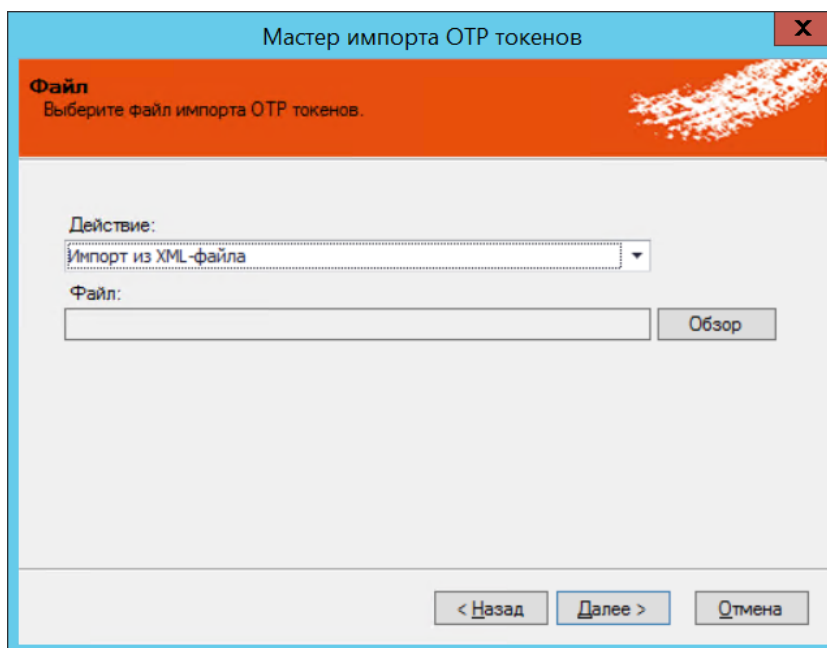 Мастер импорта OTP токенов
X
Файл
Выберите файл импорта OTP токенов.
Действие:
Импорт из XML-файла
Файл:
Обзор
< Назад
Далее >
Отмена